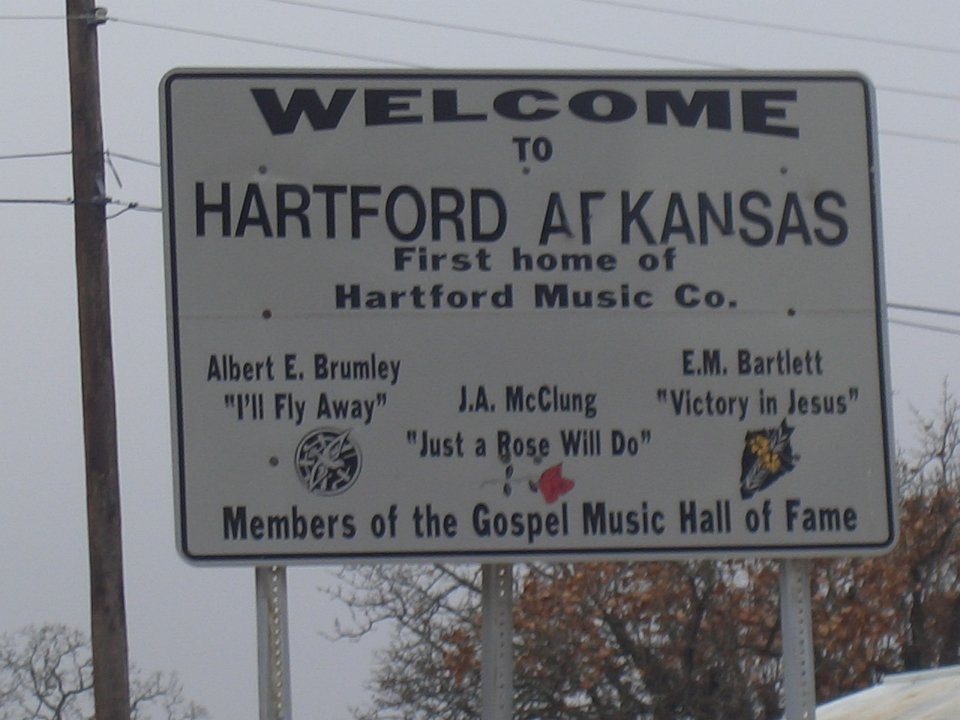 WELCOME
TO
HARTFORD ARKANSAS
First home of
Hartford Music Co.
Albert E. Brumley
"I'll Fly Away"
J.A. McClung
"Just a Rose Will Do"
E.M. Bartlett
"Victory in Jesus"
Members of the Gospel Music Hall of Fame